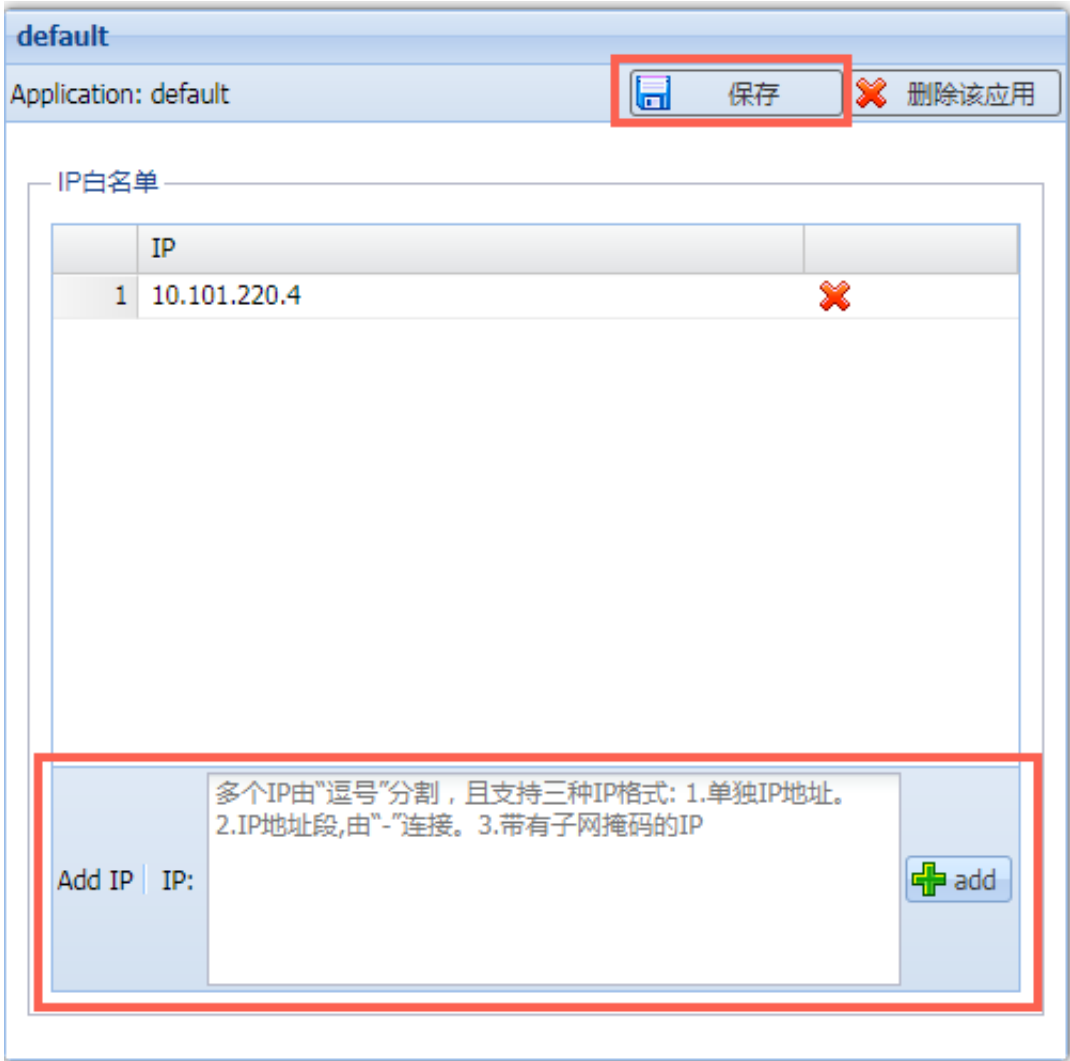 default
Application: default
保存
删除该应用
IP白名单
IP
1 10.101.220.4
多个IP由“逗号”分割，且支持三种IP格式: 1.单独IP地址。
2.IP地址段,由“-”连接。3.带有子网掩码的IP
Add IP IP:
add